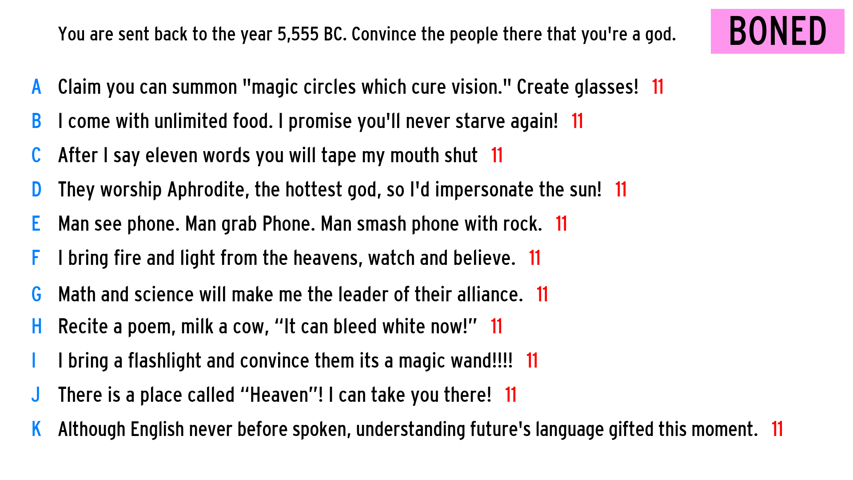 You are sent back to the year 5,555 BC. Convince the people there that you're a god.
BONED
A Claim you can summon "magic circles which cure vision." Create glasses! 11
B I come with unlimited food. I promise you'll never starve again! 11
C After I say eleven words you will tape my mouth shut 11
D They worship Aphrodite, the hottest god, so I'd impersonate the sun! 11
E Man see phone. Man grab Phone. Man smash phone with rock. 11
F I bring fire and light from the heavens, watch and believe. 11
G Math and science will make me the leader of their alliance. 11
H Recite a poem, milk a cow, “It can bleed white now!” 11
I I bring a flashlight and convince them its a magic wand!!!! 11
J There is a place called “Heaven”! I can take you there! 11
K Although English never before spoken, understanding future's language gifted this moment. 11